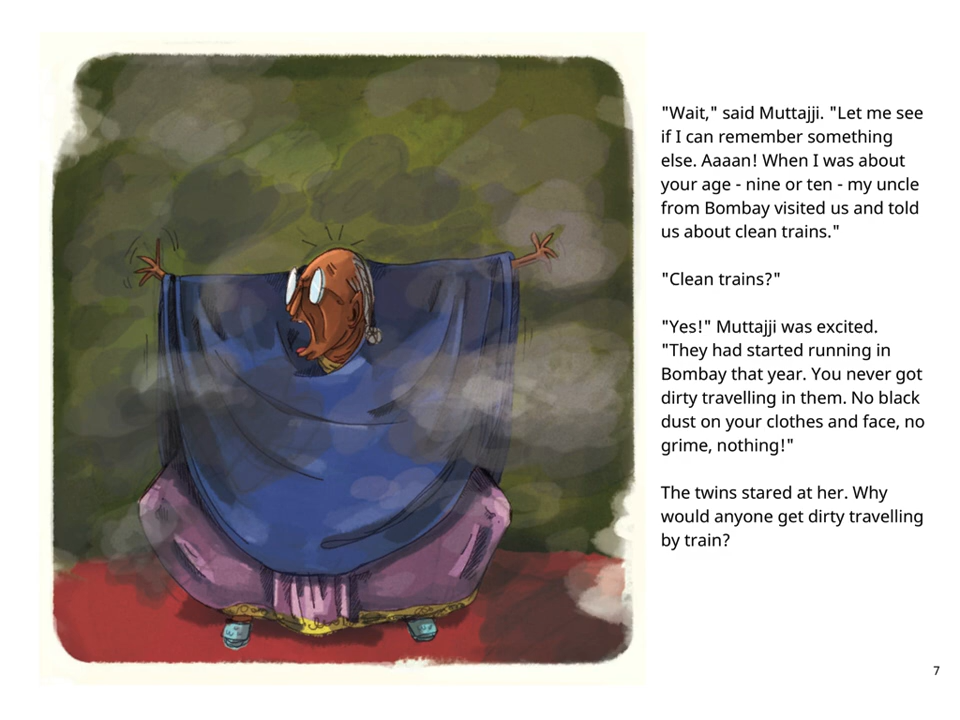 "Wait," said Muttajji. "Let me see
if I can remember something
else. Aaaan! When I was about
your age - nine or ten - my uncle
from Bombay visited us and told
us about clean trains."
"Clean trains?"
"Yes!" Muttajji was excited.
"They had started running in
Bombay that year. You never got
dirty travelling in them. No black
dust on your clothes and face, no
grime, nothing!"
The twins stared at her. Why
would anyone get dirty travelling
by train?
7